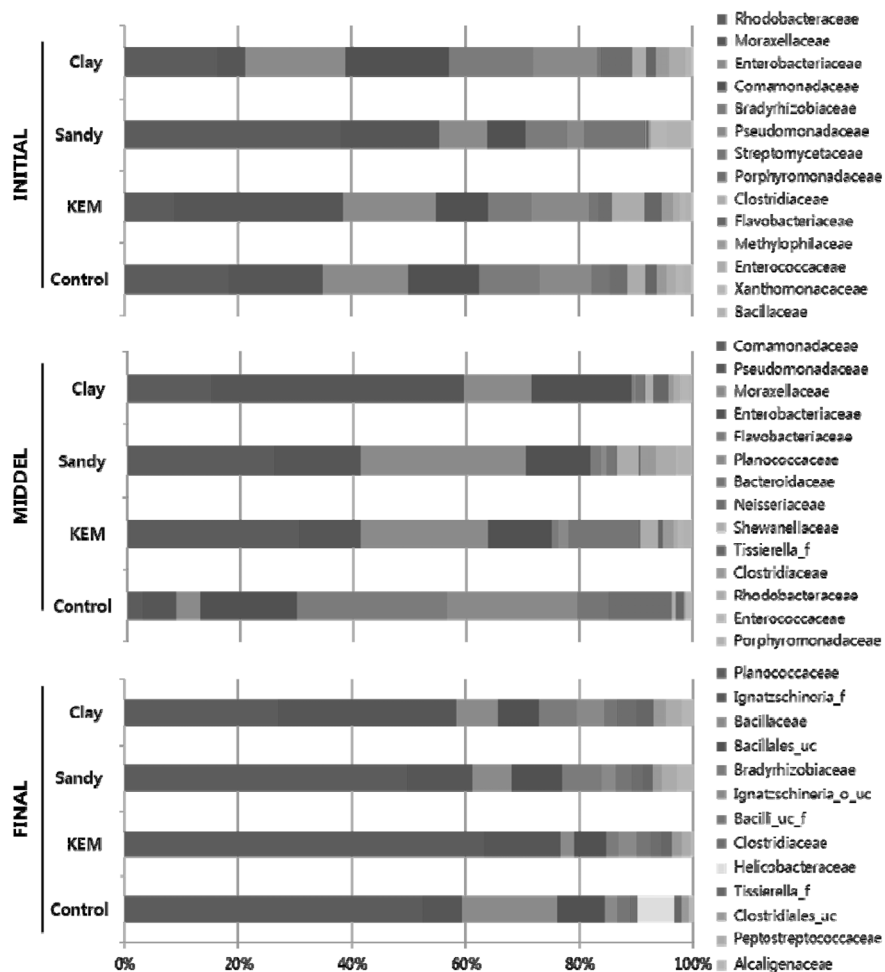 INITIAL
Clay
Sandy
KEM
Control
Rhodobacteraceae
Moraxellaceae
Enterobacteriaceae
Comamonadaceae
Bradyrhizobiaceae
Pseudomonadaceae
Streptomycetaceae
Porphyromonadaceae
Clostridiaceae
Flavobacteriaceae
Methylophilaceae
Enterococcaceae
Xanthomonacaceae
Bacillaceae
MIDDEL
Clay
Sandy
KEM
Control
Comamonadaceae
Pseudomonadaceae
Moraxellaceae
Enterobacteriaceae
Flavobacteriaceae
Planococcaceae
Bacteroidaceae
Neisseriaceae
Shewanellaceae
Tissierella_f
Clostridiaceae
Rhodobacteraceae
Enterococcaceae
Porphyromonadaceae
FINAL
Clay
Sandy
KEM
Control
Planococcaceae
Ignatzschineria_f
Bacillaceae
Bacillales_uc
Bradyrhizobiaceae
Ignatzschineria_o_uc
Bacilli_uc_f
Clostridiaceae
Helicobacteraceae
Tissierella_f
Clostridiales_uc
Peptostreptococcaceae
Alcaligenaceae
0% 20% 40% 60% 80% 100%